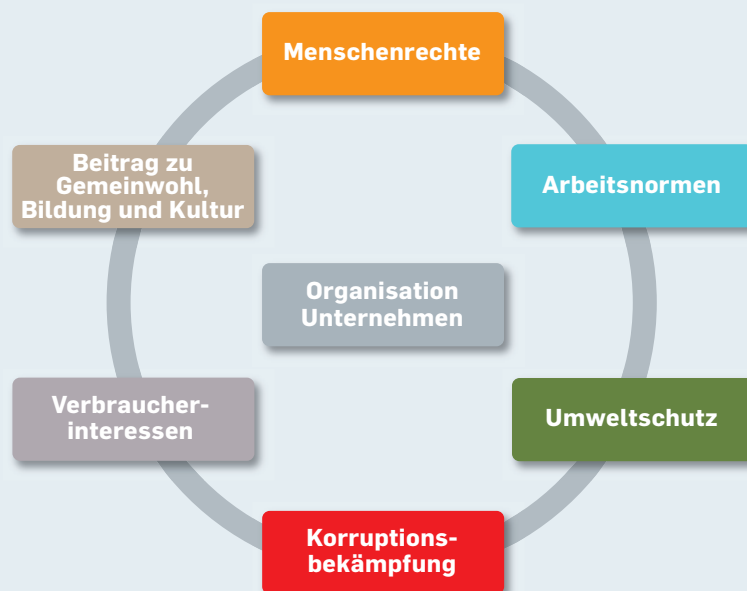 Menschenrechte
Beitrag zu
Gemeinwohl,
Bildung und Kultur
Arbeitsnormen
Organisation
Unternehmen
Verbraucher-
interessen
Umweltschutz
Korruptions-
bekämpfung